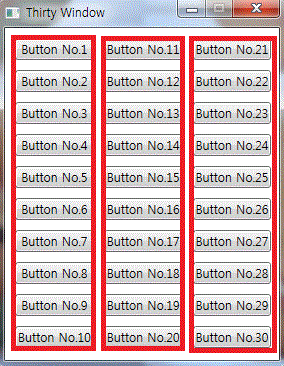 Thirty Window
Button No.1
Button No.2
Button No.3
Button No.4
Button No.5
Button No.6
Button No.7
Button No.8
Button No.9
Button No.10
Button No.11
Button No.12
Button No.13
Button No.14
Button No.15
Button No.16
Button No.17
Button No.18
Button No.19
Button No.20
Button No.21
Button No.22
Button No.23
Button No.24
Button No.25
Button No.26
Button No.27
Button No.28
Button No.29
Button No.30